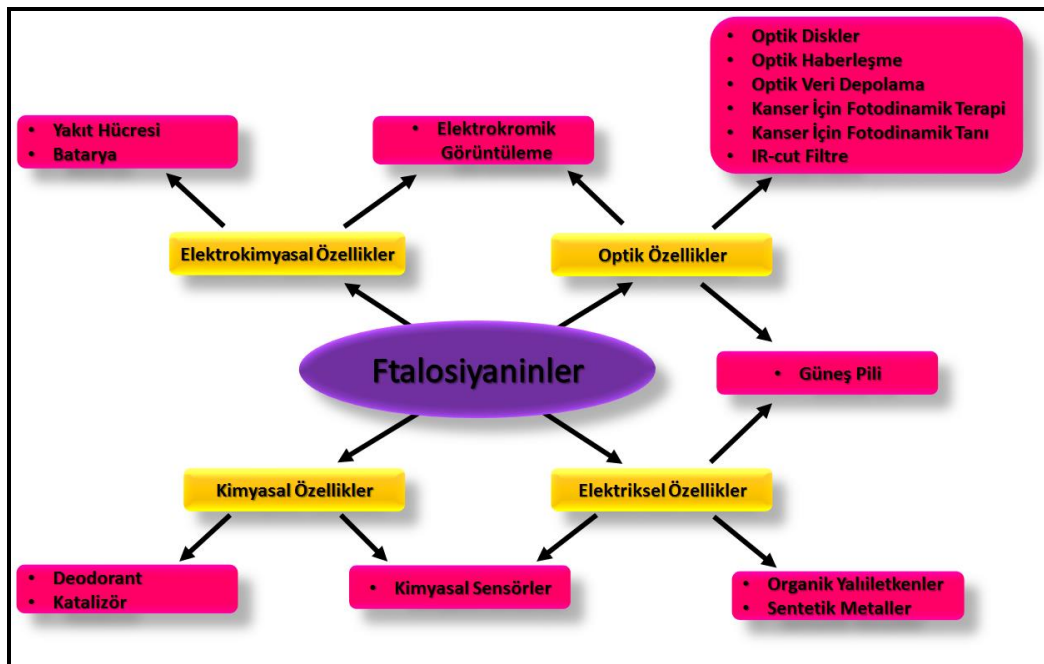 • Optik Diskler
• Optik Haberleşme
• Optik Veri Depolama
• Kanser İçin Fotodinamik Terapi
• Kanser İçin Fotodinamik Tanı
• IR-cut Filtre
• Yakıt Hücresi
• Batarya
• Elektrokromik
Görüntüleme
Elektrokimyasal Özellikler
Optik Özellikler
Ftalosiyaninler
• Güneş Pili
Kimyasal Özellikler
Elektriksel Özellikler
• Deodorant
• Katalizör
• Kimyasal Sensörler
• Organik Yalıiletkenler
• Sentetik Metaller